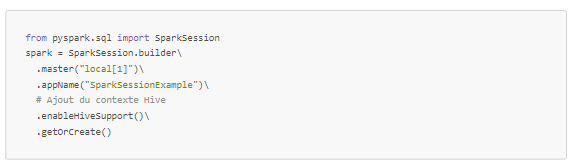 from pyspark.sql import SparkSession
spark = SparkSession.builder\
  .master("local[1]")\
  .appName("SparkSessionExample")\
  # Ajout du contexte Hive
  .enableHiveSupport()\
  .getOrCreate()